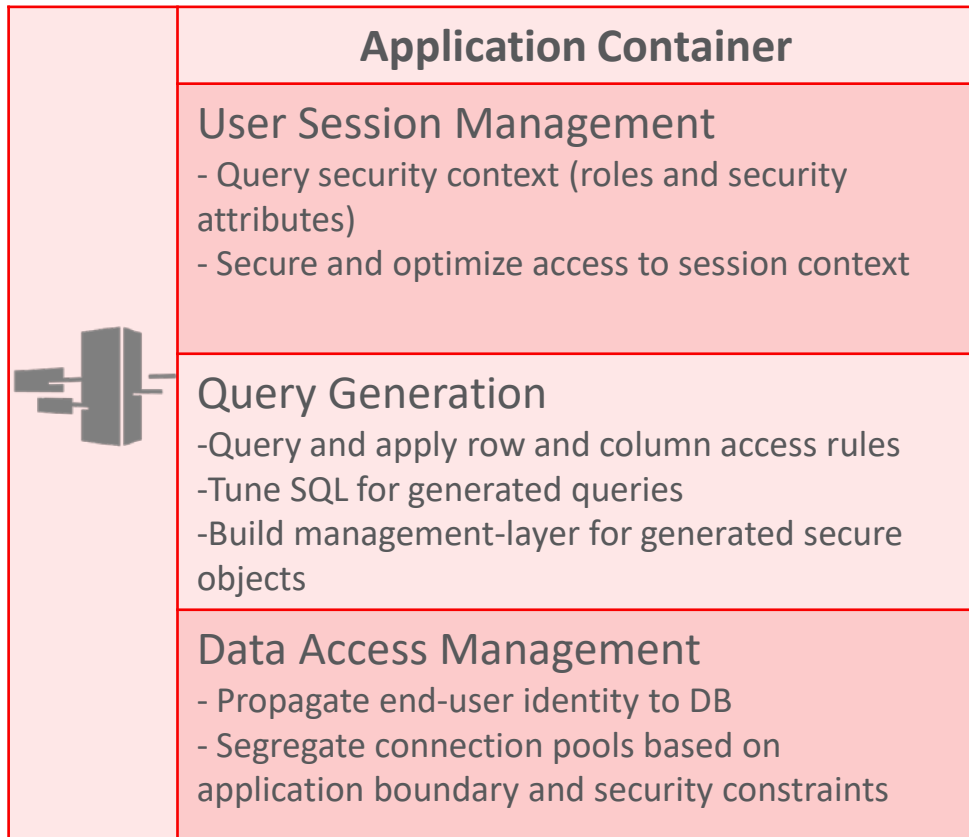 Application Container
User Session Management
- Query security context (roles and security
attributes)
- Secure and optimize access to session context
Query Generation
-Query and apply row and column access rules
-Tune SQL for generated queries
-Build management-layer for generated secure
objects
Data Access Management
- Propagate end-user identity to DB
- Segregate connection pools based on
application boundary and security constraints